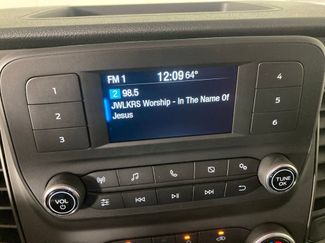 FM 1 12:09 64°
2 98.5
JWLKRS Worship - In The Name Of
Jesus
1
2
3
4
5
6
VOL
TUNE
OK